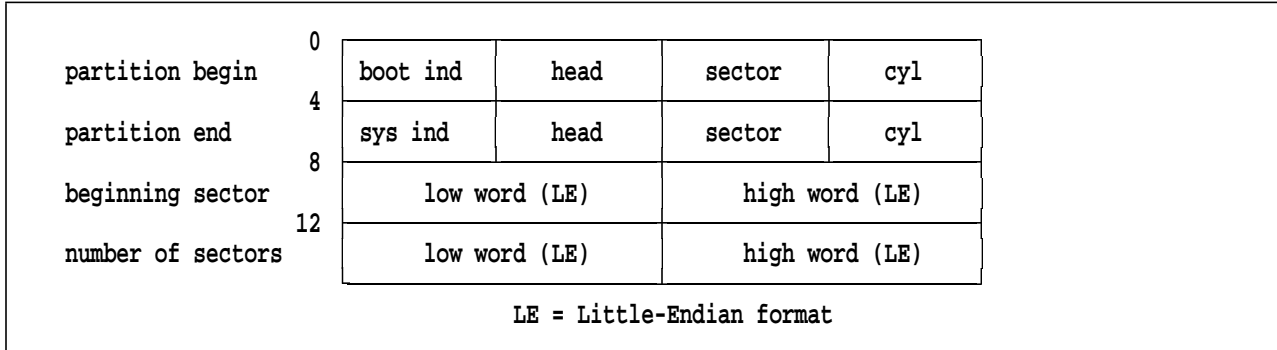 0
partition begin boot ind head sector cyl
4
partition end sys ind head sector cyl
8
beginning sector low word (LE) high word (LE)
12
number of sectors low word (LE) high word (LE)
LE = Little-Endian format